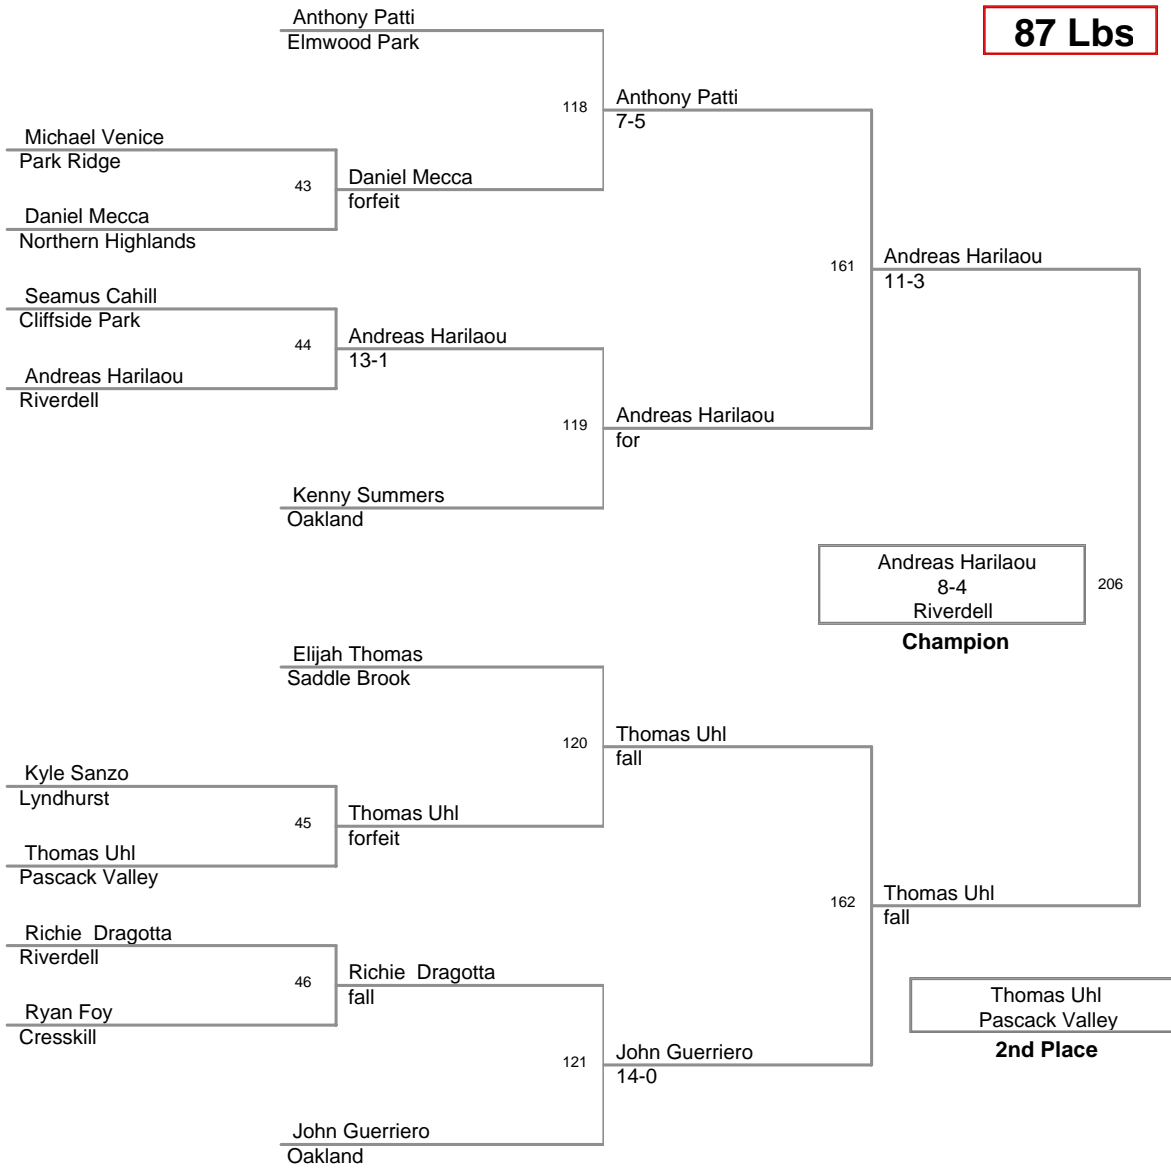 Anthony Patti
Elmwood Park
87 Lbs
118
Anthony Patti
7-5
Michael Venice
Park Ridge
43
Daniel Mecca
forfeit
Daniel Mecca
Northern Highlands
161
Andreas Harilaou
11-3
Seamus Cahill
Cliffside Park
44
Andreas Harilaou
13-1
Andreas Harilaou
Riverdell
119
Andreas Harilaou
for
Kenny Summers
Oakland
Andreas Harilaou
8-4
Riverdell
206
Champion
Elijah Thomas
Saddle Brook
120
Thomas Uhl
fall
Kyle Sanzo
Lyndhurst
45
Thomas Uhl
forfeit
Thomas Uhl
Pascack Valley
162
Thomas Uhl
fall
Richie  Dragotta
Riverdell
46
Richie  Dragotta
fall
Ryan Foy
Cresskill
Thomas Uhl
Pascack Valley
2nd Place
121
John Guerriero
14-0
John Guerriero
Oakland